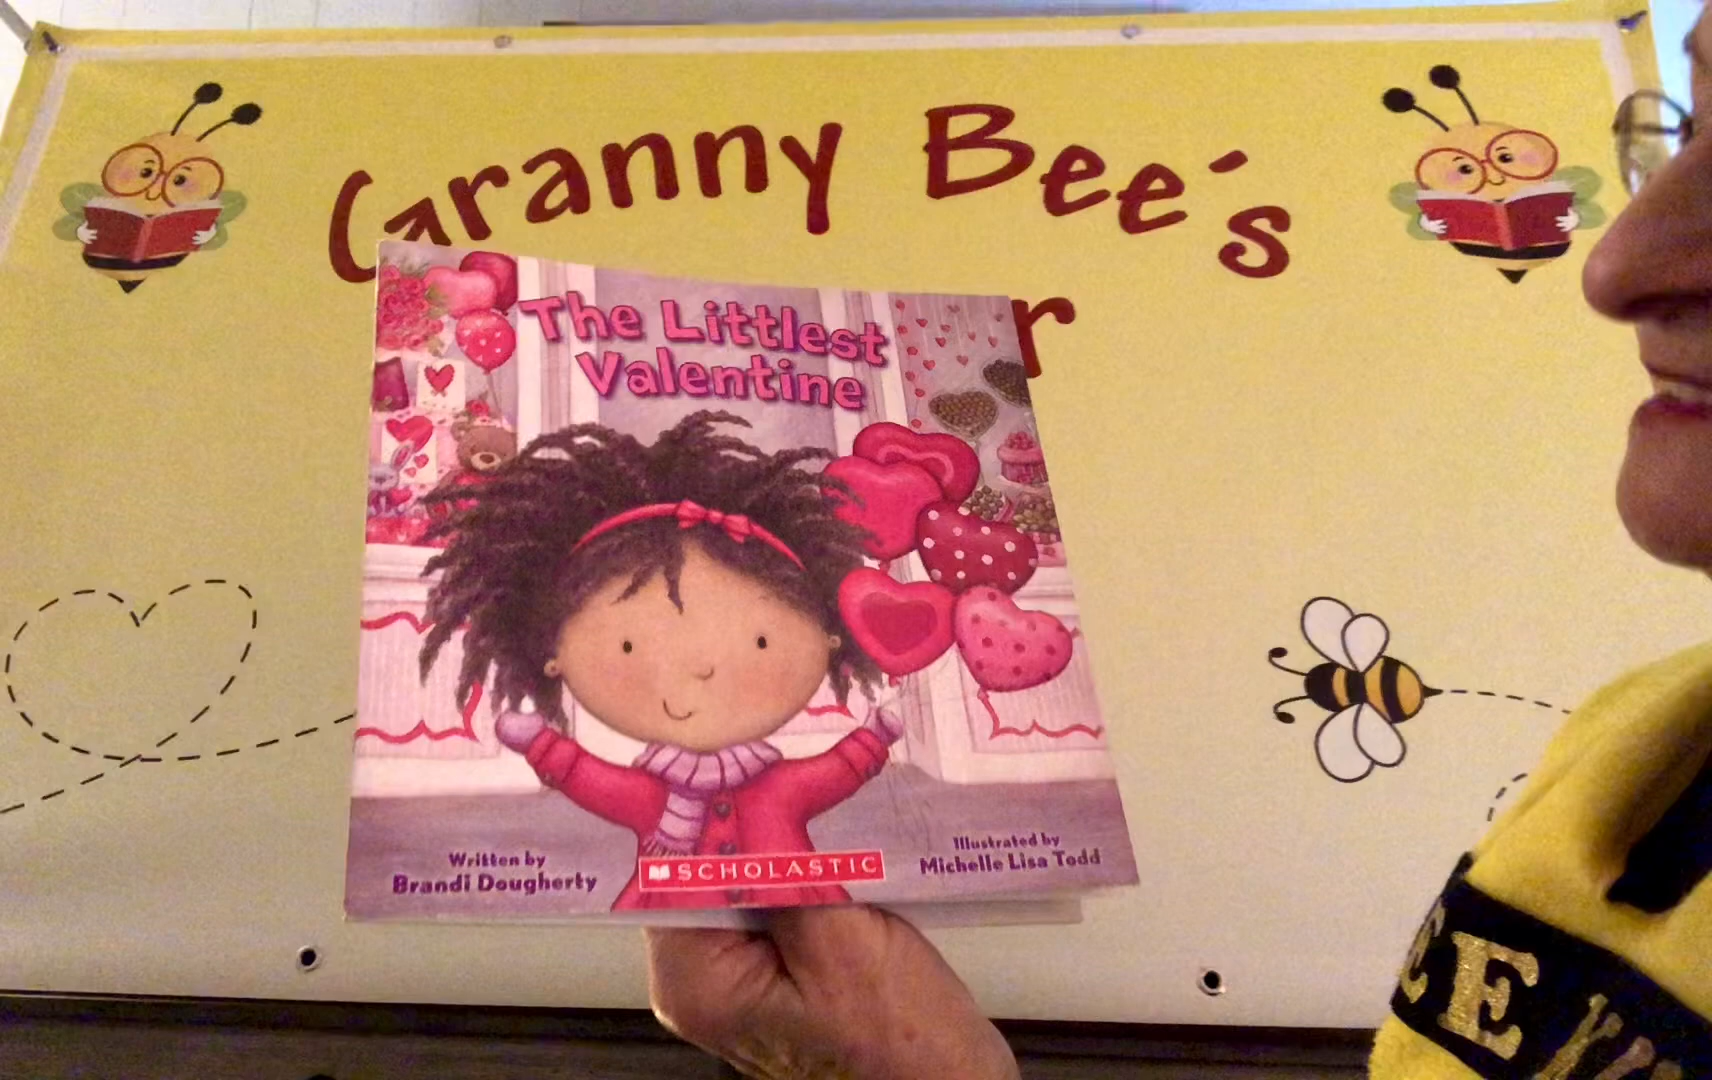 Granny Bee's
The Littlest
Valentine
Written by
Brandi Dougherty
SCHOLASTIC
Illustrated by
Michelle Lisa Todd